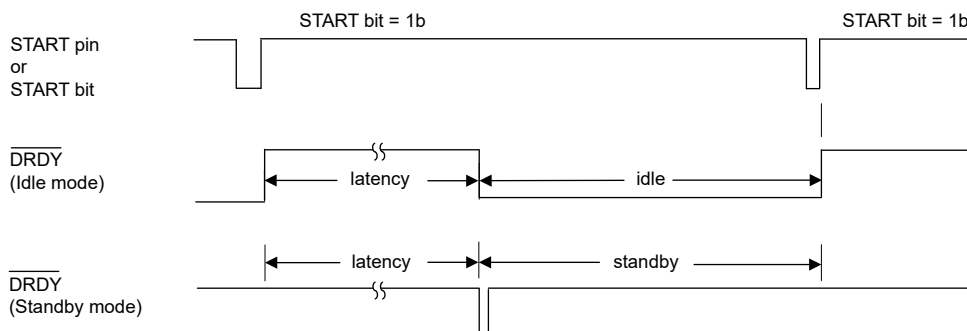 START bit = 1b
START bit = 1b
START pin
or
START bit
DRDY
(Idle mode)
latency
idle
latency
standby
DRDY
(Standby mode)